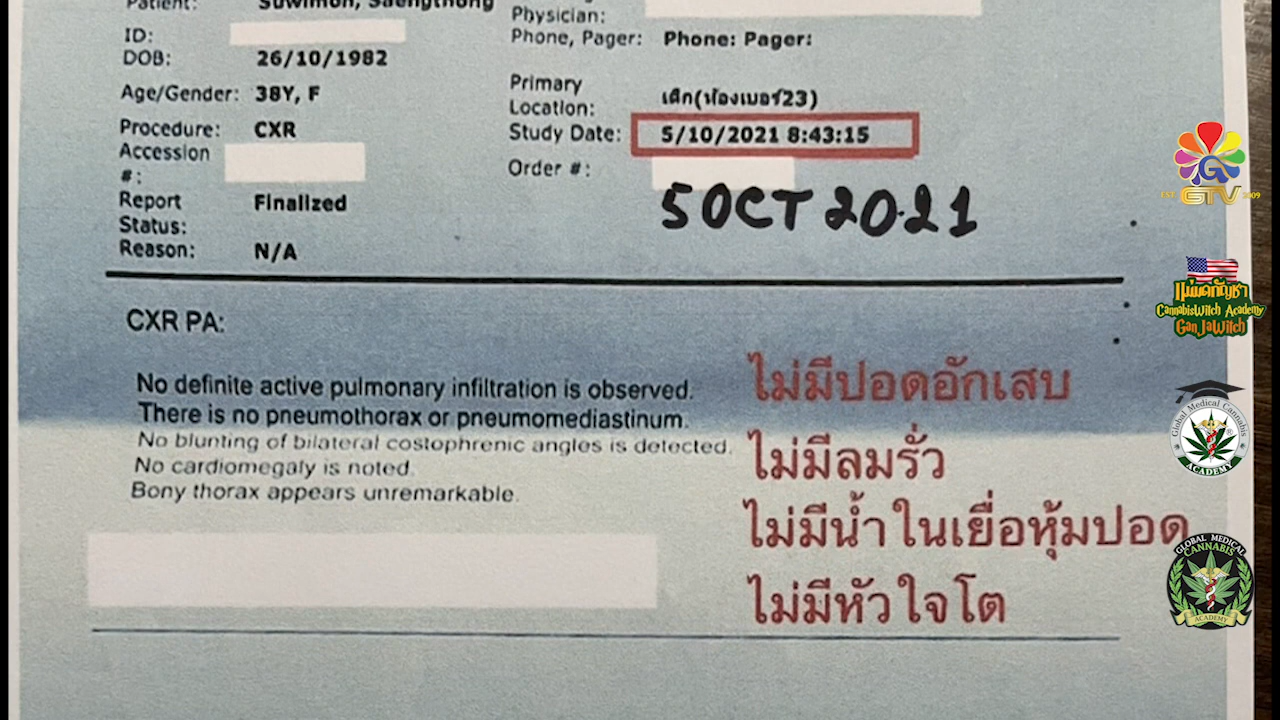 Patient: Suwimon, Saengthong
ID:
DOB: 26/10/1982
Age/Gender: 38Y, F
Procedure: CXR
Accession
#:
Report Finalized
Status:
Reason: N/A
Physician:
Phone, Pager: Phone: Pager:
Primary
Location: เด็ก(ห้องเบอร์23)
Study Date: 5/10/2021 8:43:15
Order #:
5 OCT 2021
CXR PA:
No definite active pulmonary infiltration is observed.
There is no pneumothorax or pneumomediastinum.
No blunting of bilateral costophrenic angles is detected.
No cardiomegaly is noted.
Bony thorax appears unremarkable.
ไม่มีปอดอักเสบ
ไม่มีลมรั่ว
ไม่มีน้ำในเยื่อหุ้มปอด
ไม่มีหัวใจโต
G
EST. GTV 2009
แม่มดกัญชา
CannabisWitch Academy
GanJaWitch
Global Medical Cannabis
ACADEMY
GLOBAL MEDICAL
CANNABIS
ACADEMY